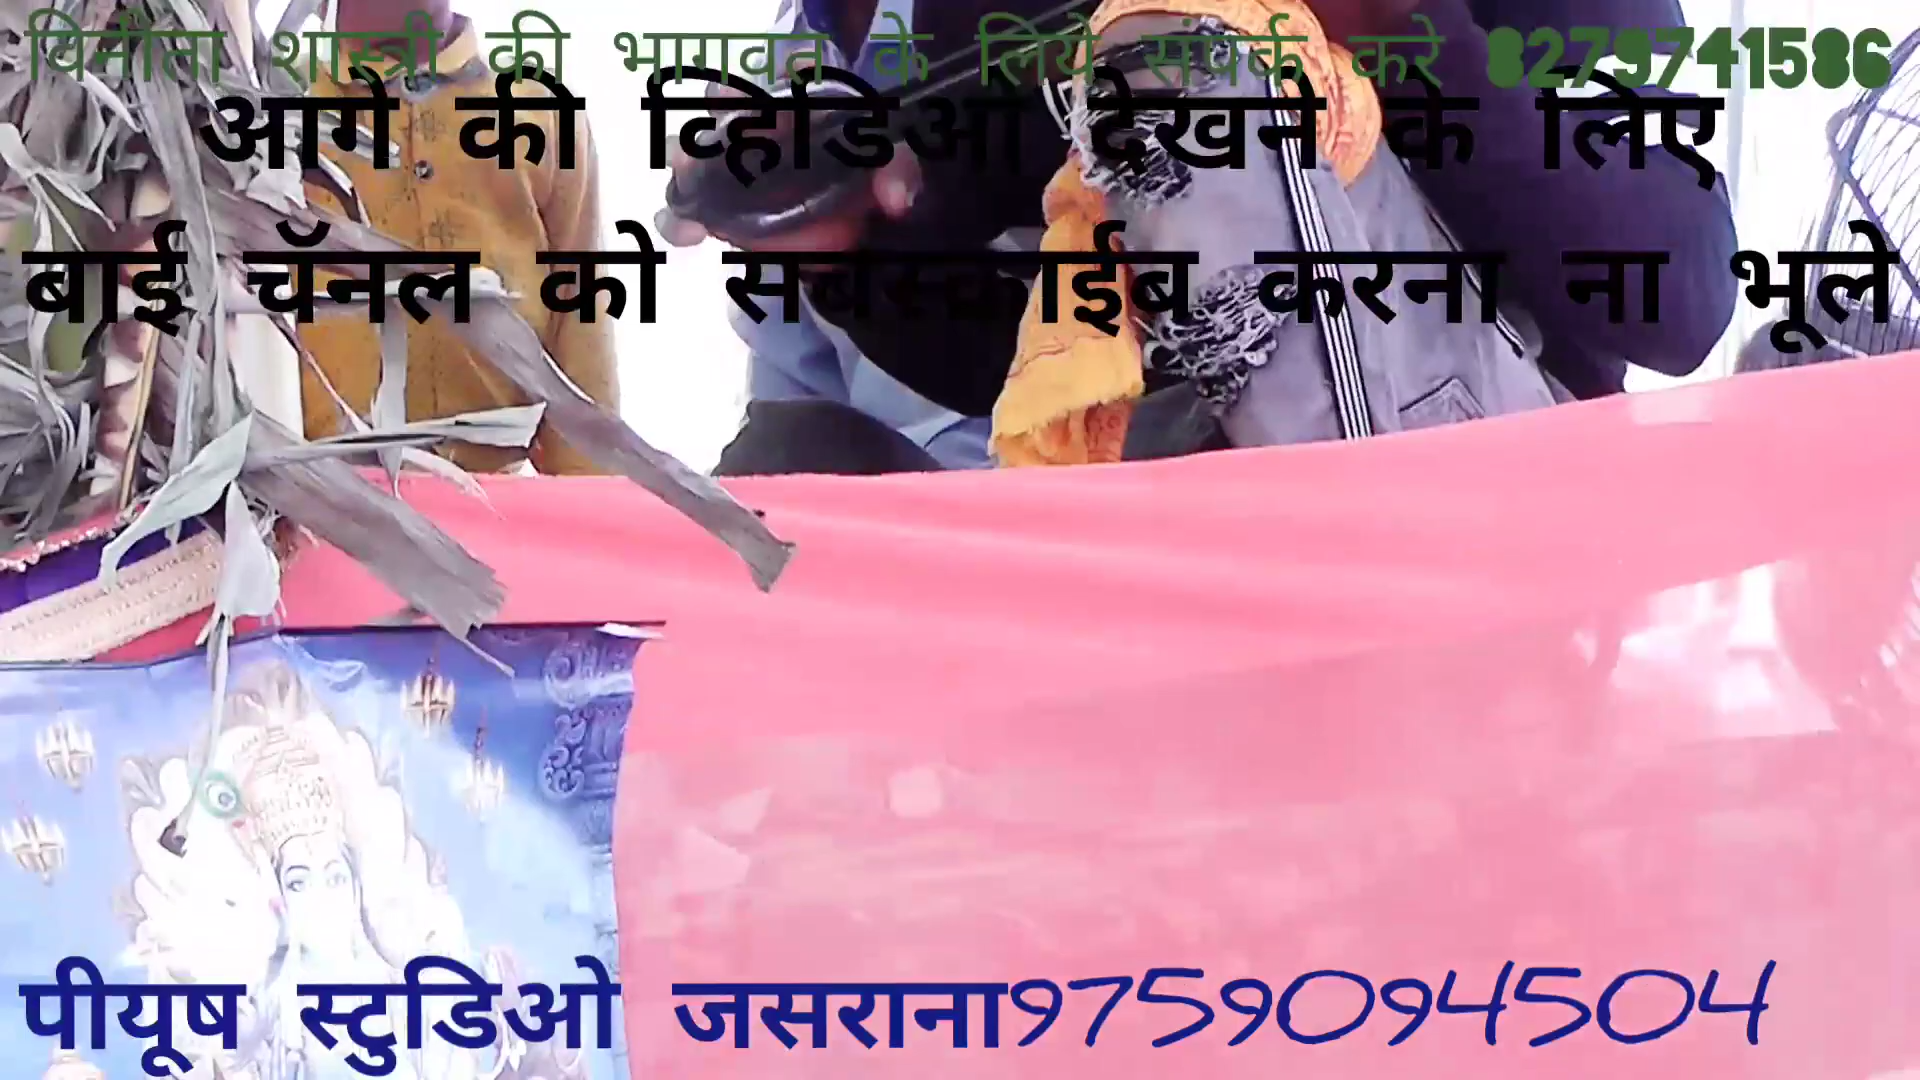 विनीता शास्त्री की भागवत के लिये संपर्क करे 8279741586
आगे की व्हिडिओ देखने के लिए
बाई चॅनल को सबस्क्राईब करना ना भूले
पीयूष स्टुडिओ जसराना9759094504